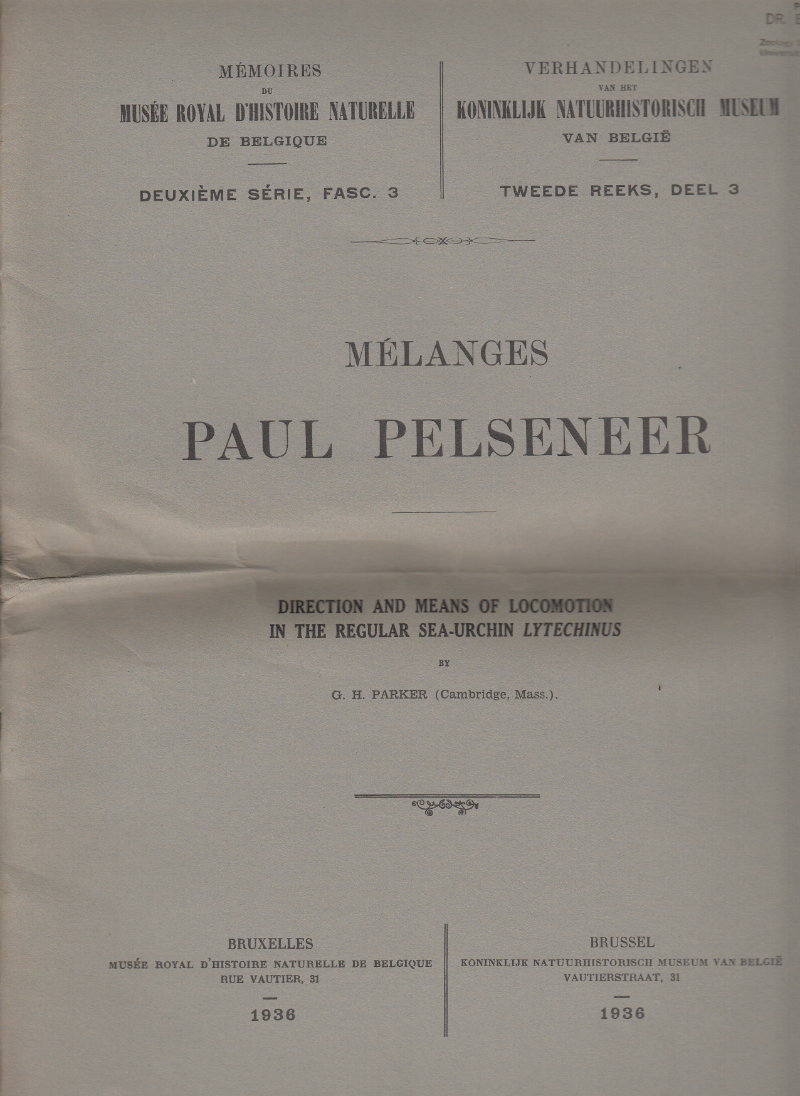 DR.
MÉMOIRES
DU
MUSÉE ROYAL D'HISTOIRE NATURELLE
DE BELGIQUE
DEUXIÈME SÉRIE, FASC. 3
VERHANDELINGEN
VAN HET
KONINKLIJK NATUURHISTORISCH MUSEUM
VAN BELGIË
TWEEDE REEKS, DEEL 3
MÉLANGES
PAUL PELSENEER
DIRECTION AND MEANS OF LOCOMOTION
IN THE REGULAR SEA-URCHIN LYTECHINUS
BY
G. H. PARKER (Cambridge, Mass.).
BRUXELLES
MUSÉE ROYAL D'HISTOIRE NATURELLE DE BELGIQUE
RUE VAUTIER, 31
1936
BRUSSEL
KONINKLIJK NATUURHISTORISCH MUSEUM VAN BELGIË
VAUTIERSTRAAT, 31
1936